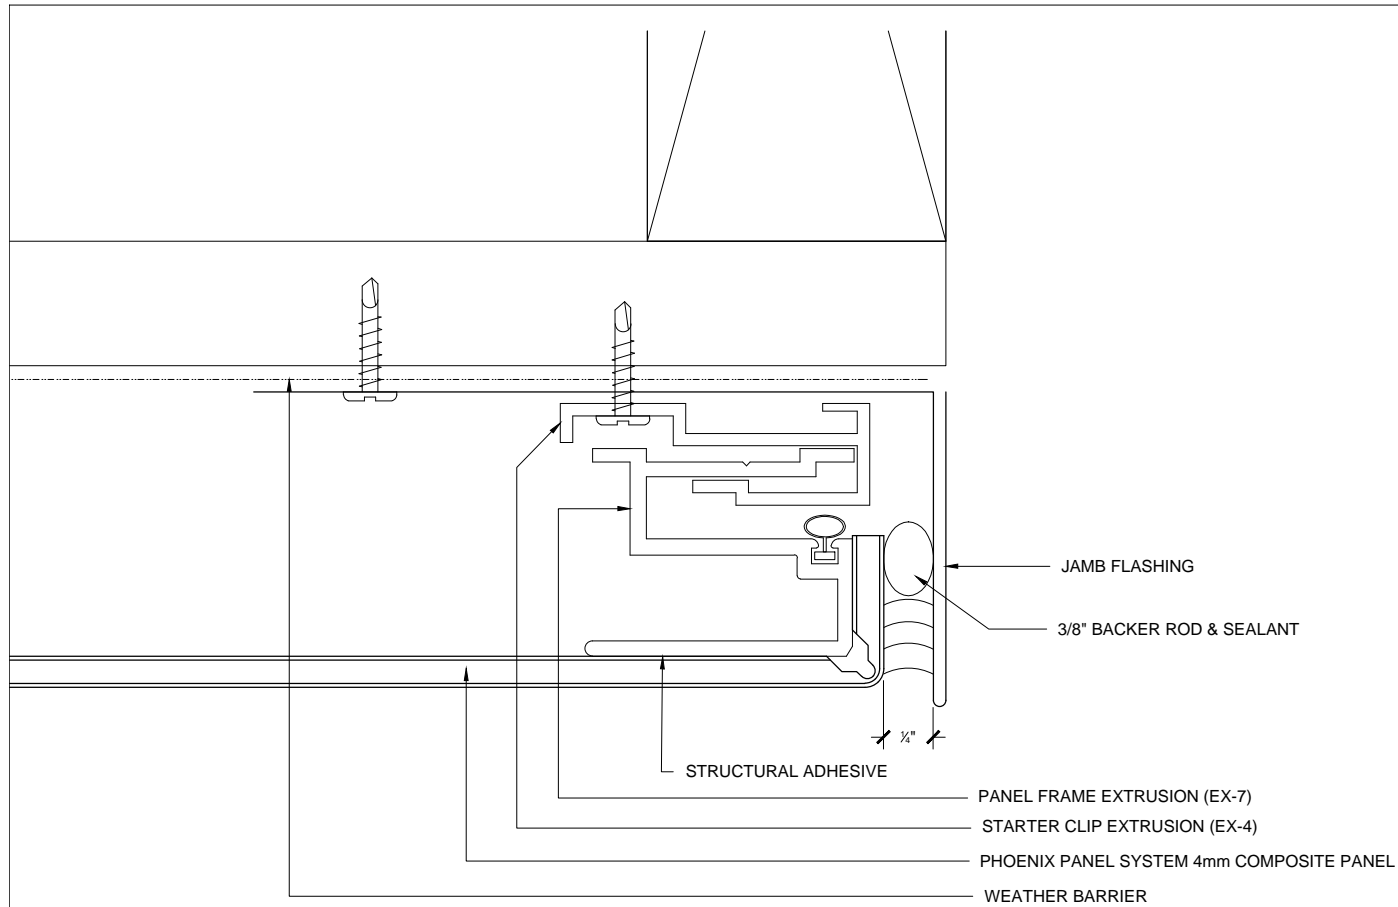 JAMB FLASHING
3/8" BACKER ROD & SEALANT
¼"
STRUCTURAL ADHESIVE
PANEL FRAME EXTRUSION (EX-7)
STARTER CLIP EXTRUSION (EX-4)
PHOENIX PANEL SYSTEM 4mm COMPOSITE PANEL
WEATHER BARRIER